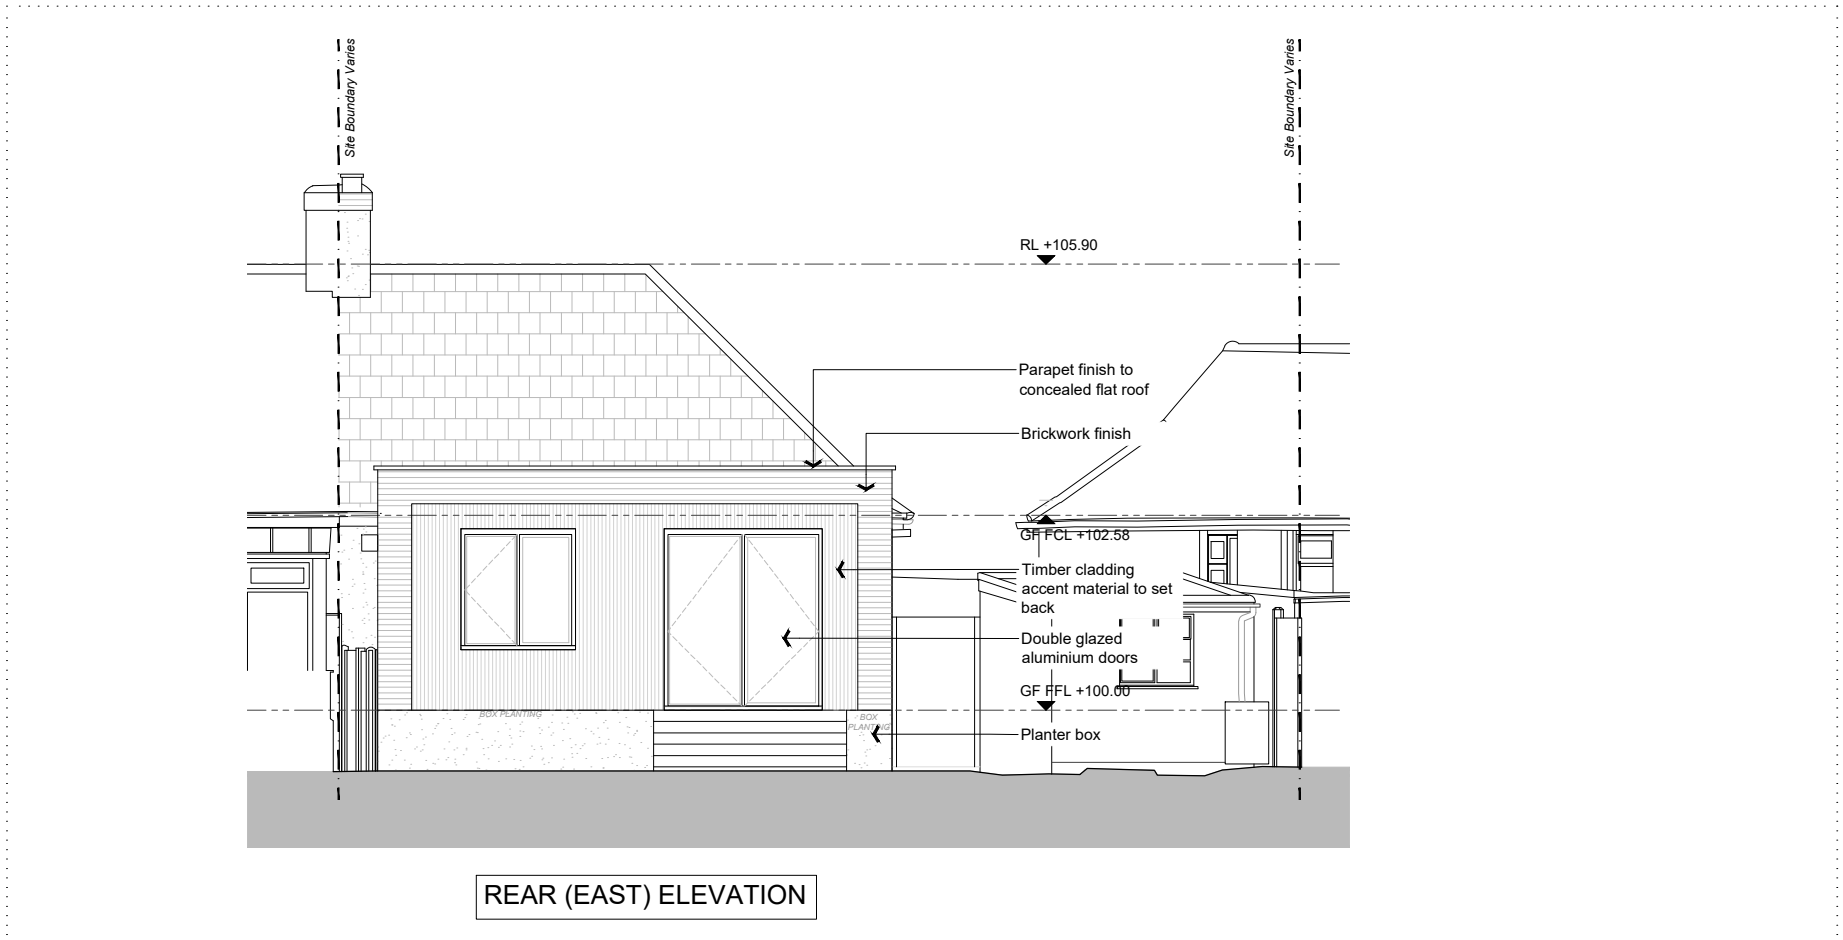 Site Boundary Varies
Site Boundary Varies
RL +105.90
Parapet finish to
concealed flat roof
Brickwork finish
GF FCL +102.58
Timber cladding
accent material to set
back
Double glazed
aluminium doors
GF FFL +100.00
BOX PLANTING
BOX
PLANTING
Planter box
REAR (EAST) ELEVATION